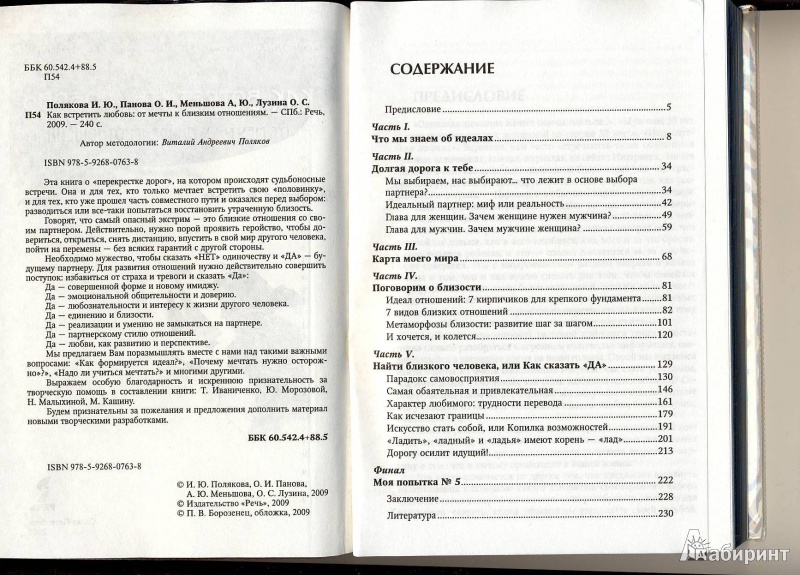 ББК 60.542.4+88.5
П54
Полякова И. Ю., Панова О. И., Меньшова А. Ю., Лузина О. С.
П54 Как встретить любовь: от мечты к близким отношениям. — СПб.: Речь,
2009. — 240 с.
Автор методологии: Виталий Андреевич Поляков
ISBN 978-5-9268-0763-8
Эта книга о «перекрестке дорог», на котором происходят судьбоносные
встречи. Она и для тех, кто только мечтает встретить свою «половинку»,
и для тех, кто уже прошел часть совместного пути и оказался перед выбором:
разводиться или все-таки попытаться восстановить утраченную близость.
Говорят, что самый опасный экстрим — это близкие отношения со сво-
им партнером. Действительно, нужно порой проявить геройство, чтобы до-
вериться, открыться, снять дистанцию, впустить в свой мир другого человека,
пойти на перемены — без всяких гарантий с другой стороны.
Необходимо мужество, чтобы сказать «НЕТ» одиночеству и «ДА» — бу-
дущему партнеру. Для развития отношений нужно действительно совершить
поступок: избавиться от страха и тревоги и сказать «Да»:
Да — совершенной форме и новому имиджу.
Да — эмоциональной общительности и доверию.
Да — любознательности и интересу к жизни другого человека.
Да — единению и близости.
Да — реализации и умению не замыкаться на партнере.
Да — партнерскому стилю отношений.
Да — любви, как развитию и перспективе.
Мы предлагаем Вам поразмышлять вместе с нами над такими важными
вопросами: «Как формируется идеал?», «Почему мечтать нужно осторож-
но»?», «Надо ли учиться мечтать?» и многими другими.
Выражаем особую благодарность и искреннюю признательность за
творческую помощь в составлении книги: Т. Иваниченко, Ю. Морозовой,
Н. Малыхиной, М. Кашину.
Будем признательны за пожелания и предложения дополнить материал
новыми творческими разработками.
ББК 60.542.4+88.5
ISBN 978-5-9268-0763-8
© И. Ю. Полякова, О. И. Панова,
А. Ю. Меньшова, О. С. Лузина, 2009
© Издательство «Речь», 2009
© П. В. Борозенец, обложка, 2009
СОДЕРЖАНИЕ
Предисловие 5
Часть I.
Что мы знаем об идеалах 8
Часть II.
Долгая дорога к тебе 34
Мы выбираем, нас выбирают... что лежит в основе выбора
партнера? 34
Идеальный партнер: миф или реальность 42
Глава для женщин. Зачем женщине нужен мужчина? 49
Глава для мужчин. Зачем мужчине женщина? 59
Часть III.
Карта моего мира 68
Часть IV.
Поговорим о близости 81
Идеал отношений: 7 кирпичиков для крепкого фундамента 81
7 видов близких отношений 82
Метаморфозы близости: развитие шаг за шагом 101
И хочется, и колется... 120
Часть V.
Найти близкого человека, или Как сказать «ДА» 129
Парадокс самовосприятия 130
Самая обаятельная и привлекательная 146
Характер любимого: трудности перевода 161
Как исчезают границы 179
Искусство стать собой, или Копилка возможностей 191
«Ладить», «ладный» и «ладья» имеют корень — «лад» 201
Дорогу осилит идущий! 213
Финал
Моя попытка № 5 222
Заключение 228
Литература 230
Лабиринт